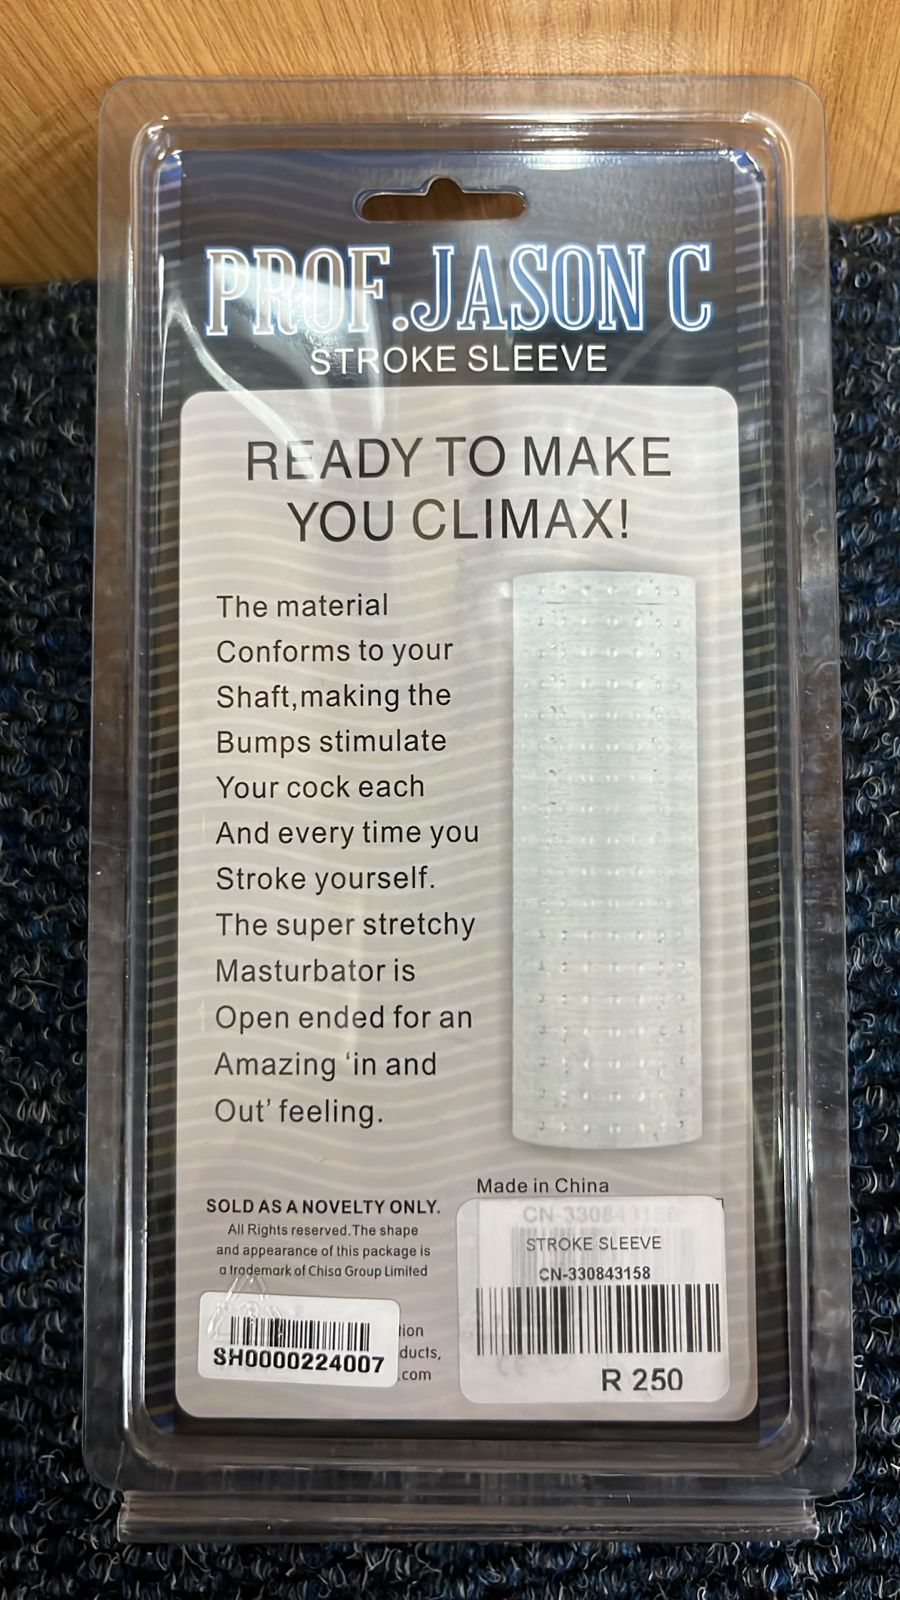 PROF.JASON C
STROKE SLEEVE
READY TO MAKE
YOU CLIMAX!
The material
Conforms to your
Shaft,making the
Bumps stimulate
Your cock each
And every time you
Stroke yourself.
The super stretchy
Masturbator is
Open ended for an
Amazing ‘in and
Out’ feeling.
Made in China
SOLD AS A NOVELTY ONLY.
All Rights reserved.The shape
and appearance of this package is
a trademark of Chisa Group Limited
.com
SH0000224007
STROKE SLEEVE
CN-330843158
R 250